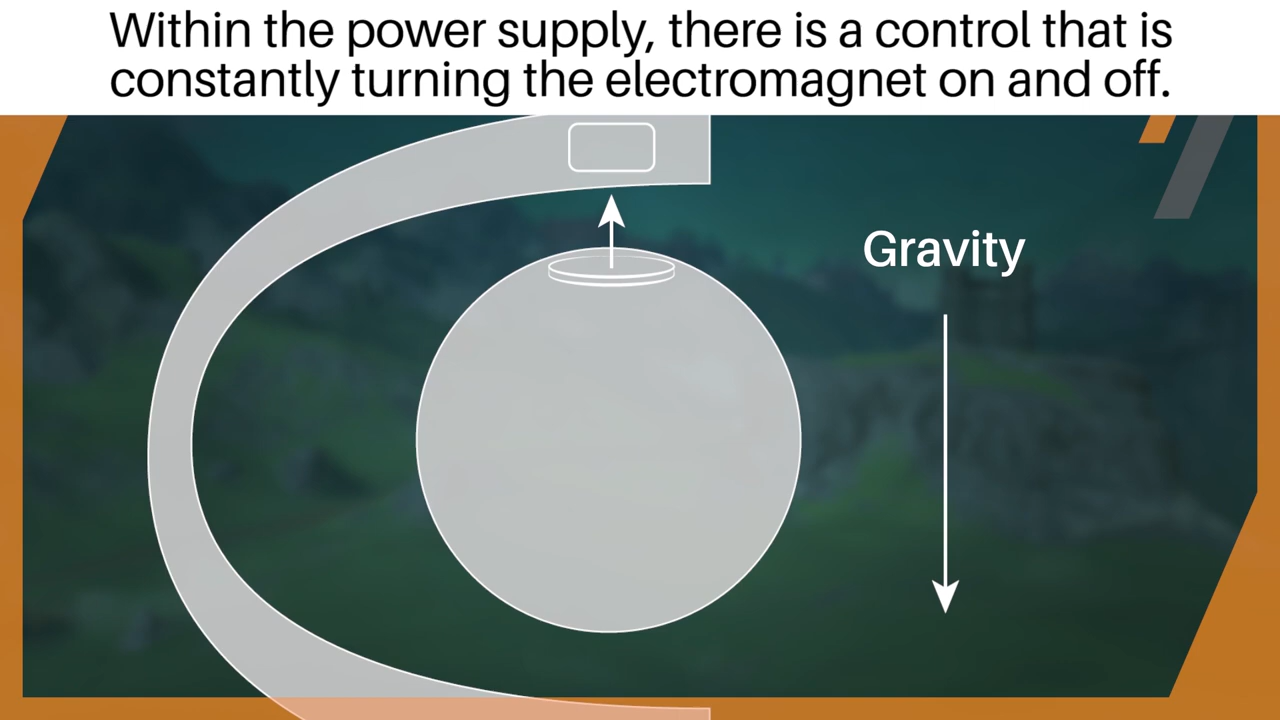 Within the power supply, there is a control that is
constantly turning the electromagnet on and off.
Gravity